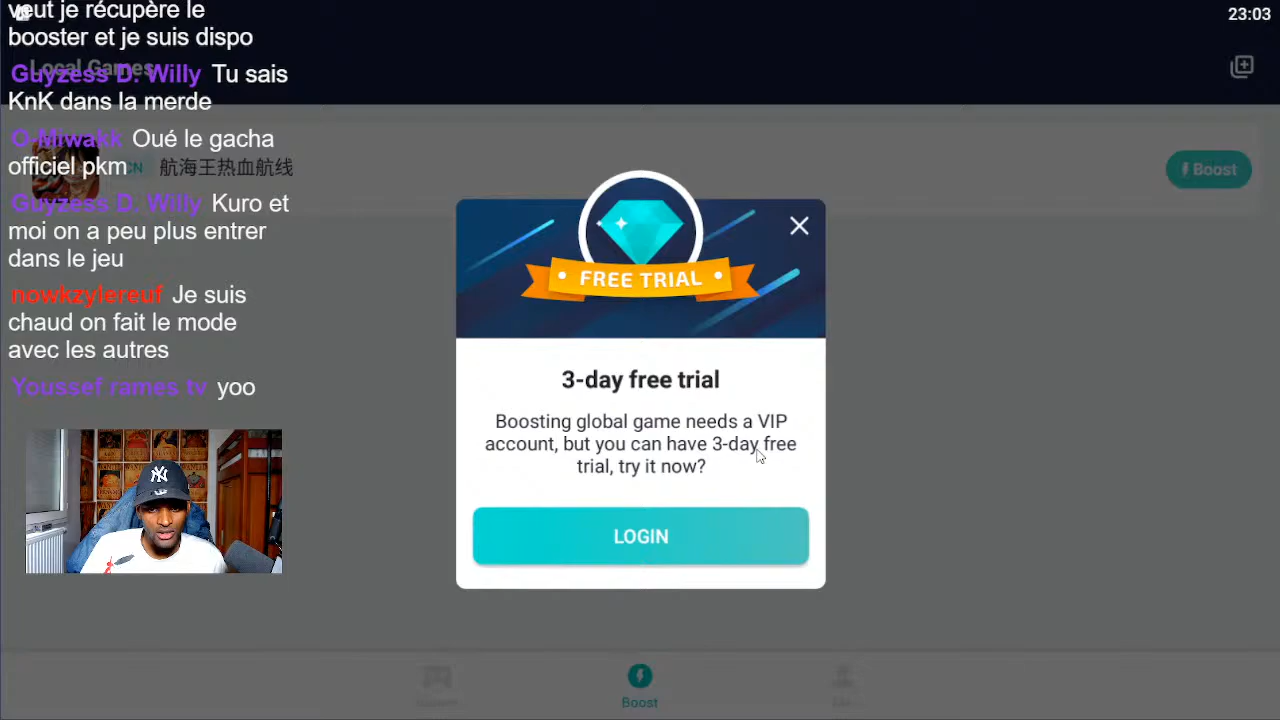 veut je récupère le
booster et je suis dispo
23:03
Local Games
Guyzess D. Willy Tu sais
KnK dans la merde
O-Miwakk Oué le gacha
officiel pkm
CN 航海王热血航线
Boost
Guyzess D. Willy Kuro et
moi on a peu plus entrer
dans le jeu
nowkzylereuf Je suis
chaud on fait le mode
avec les autres
Youssef rames tv yoo
FREE TRIAL
3-day free trial
Boosting global game needs a VIP
account, but you can have 3-day free
trial, try it now?
LOGIN
NY
Boost